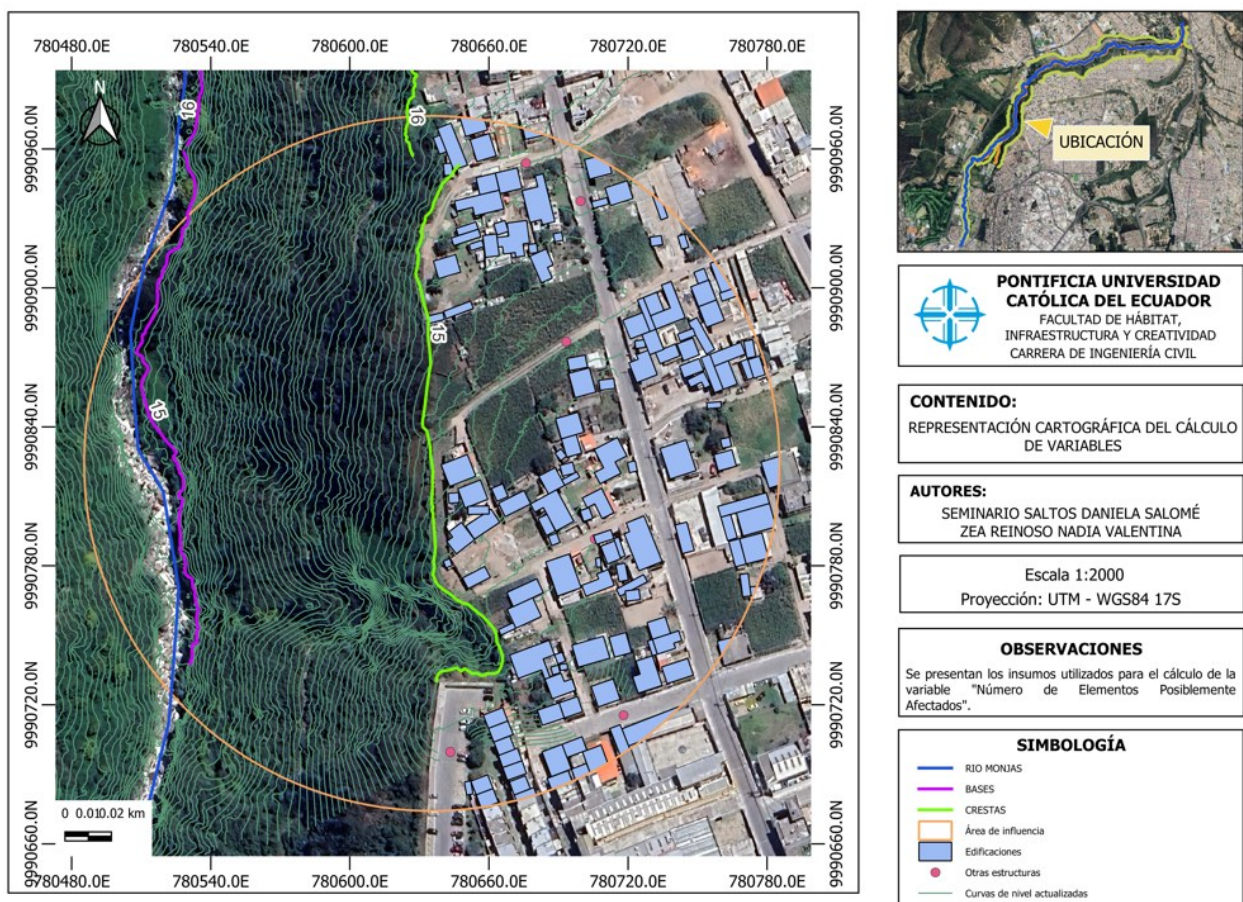 780480.0E 780540.0E 780600.0E 780660.0E 780720.0E 780780.0E
N
9990960.0N
9990900.0N
9990840.0N
9990780.0N
9990720.0N
9990660.0N
16
16
15
15
9990960.0N
9990900.0N
9990840.0N
9990780.0N
9990720.0N
9990660.0N
0 0.010.02 km
780480.0E 780540.0E 780600.0E 780660.0E 780720.0E 780780.0E
UBICACIÓN
PONTIFICIA UNIVERSIDAD
CATÓLICA DEL ECUADOR
FACULTAD DE HÁBITAT,
INFRAESTRUCTURA Y CREATIVIDAD
CARRERA DE INGENIERÍA CIVIL
CONTENIDO:
REPRESENTACIÓN CARTOGRÁFICA DEL CÁLCULO
DE VARIABLES
AUTORES:
SEMINARIO SALTOS DANIELA SALOMÉ
ZEA REINOSO NADIA VALENTINA
Escala 1:2000
Proyección: UTM - WGS84 17S
OBSERVACIONES
Se presentan los insumos utilizados para el cálculo de la
variable "Número de Elementos Posiblemente
Afectados".
SIMBOLOGÍA
RIO MONJAS
BASES
CRESTAS
Área de influencia
Edificaciones
Otras estructuras
Curvas de nivel actualizadas